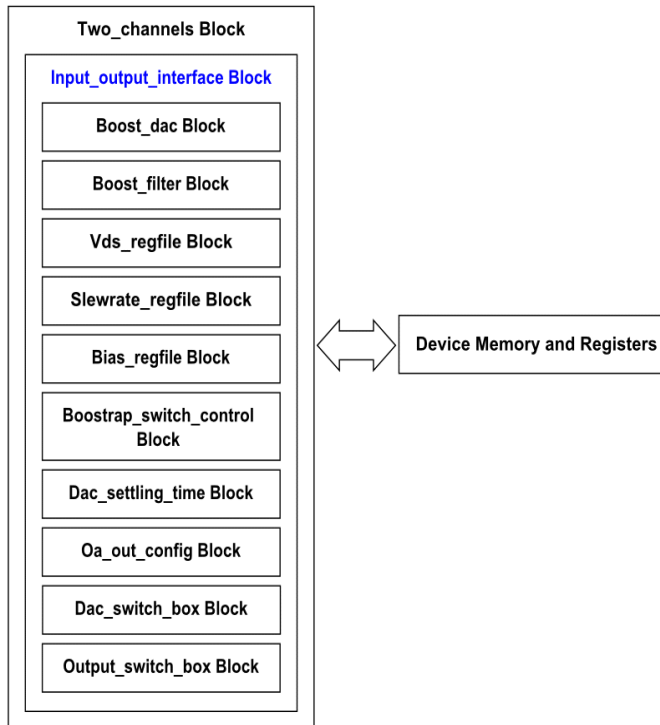 Two_channels Block
Input_output_interface Block
Boost_dac Block
Boost_filter Block
Vds_regfile Block
Slewrate_regfile Block
Bias_regfile Block
Boostrap_switch_control
Block
Dac_settling_time Block
Oa_out_config Block
Dac_switch_box Block
Output_switch_box Block
Device Memory and Registers